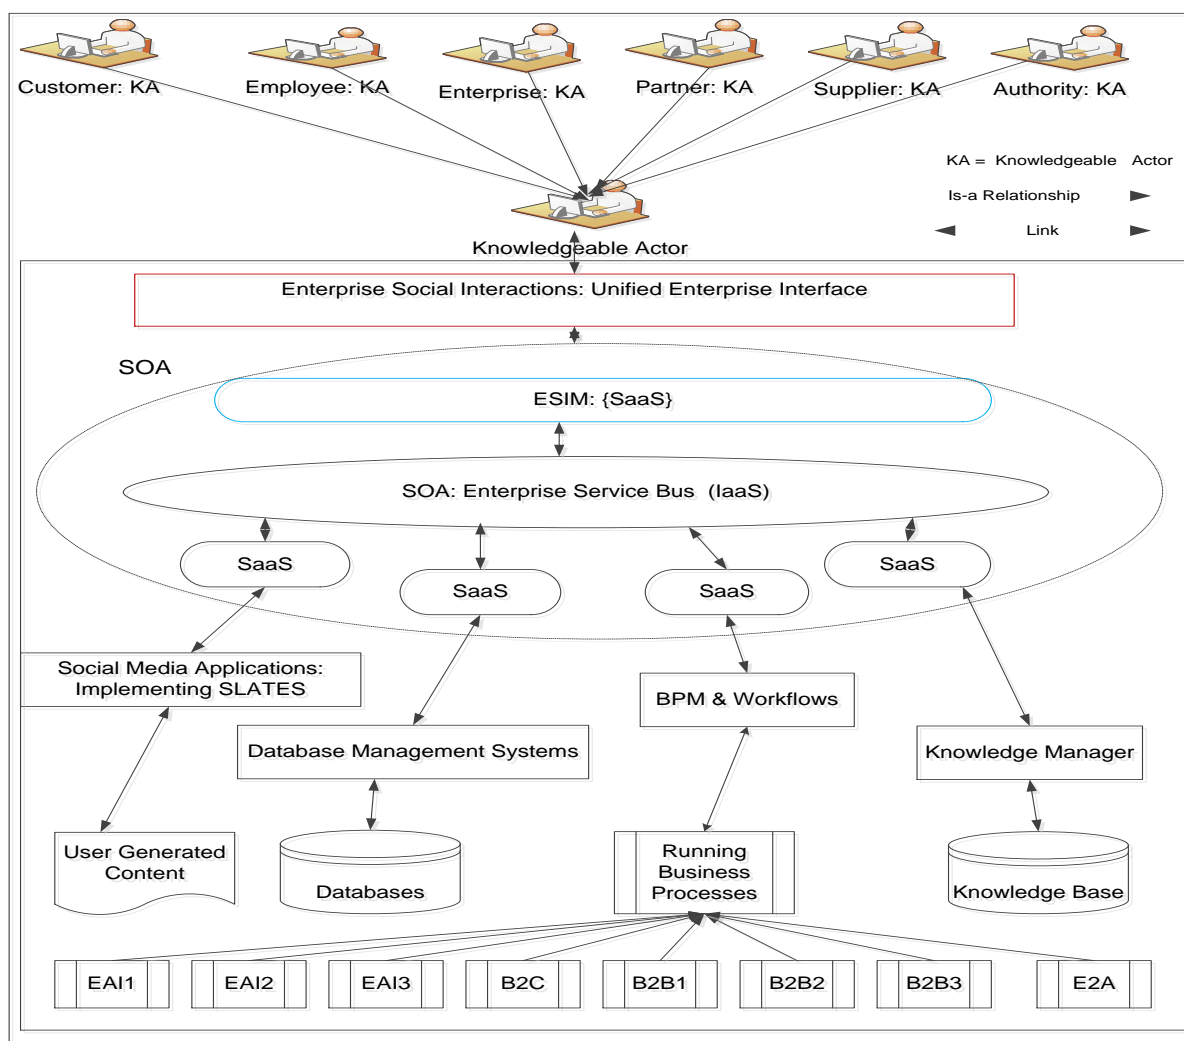 Customer: KA
Employee: KA
Enterprise: KA
Partner: KA
Supplier: KA
Authority: KA
KA = Knowledgeable Actor
Is-a Relationship
Link
Knowledgeable Actor
Enterprise Social Interactions: Unified Enterprise Interface
SOA
ESIM: {SaaS}
SOA: Enterprise Service Bus (IaaS)
SaaS
SaaS
SaaS
SaaS
Social Media Applications:
Implementing SLATES
Database Management Systems
BPM & Workflows
Knowledge Manager
User Generated
Content
Databases
Running
Business
Processes
Knowledge Base
EAI1
EAI2
EAI3
B2C
B2B1
B2B2
B2B3
E2A